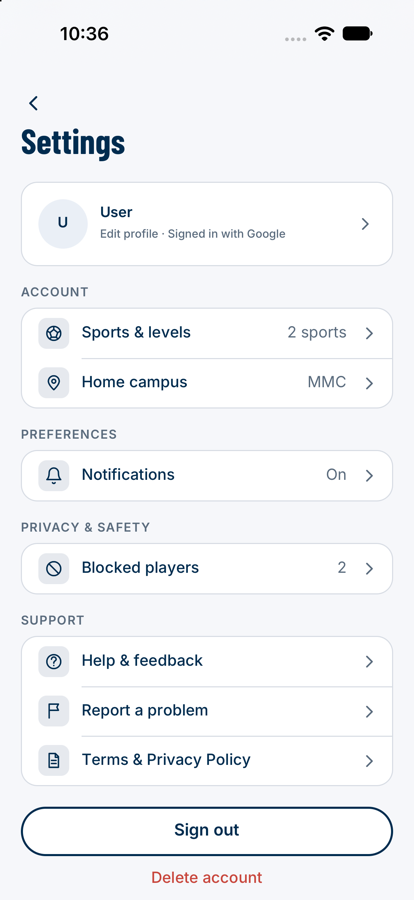 10:36
Settings
U
User
Edit profile · Signed in with Google
ACCOUNT
Sports & levels 2 sports
Home campus MMC
PREFERENCES
Notifications On
PRIVACY & SAFETY
Blocked players 2
SUPPORT
Help & feedback
Report a problem
Terms & Privacy Policy
Sign out
Delete account